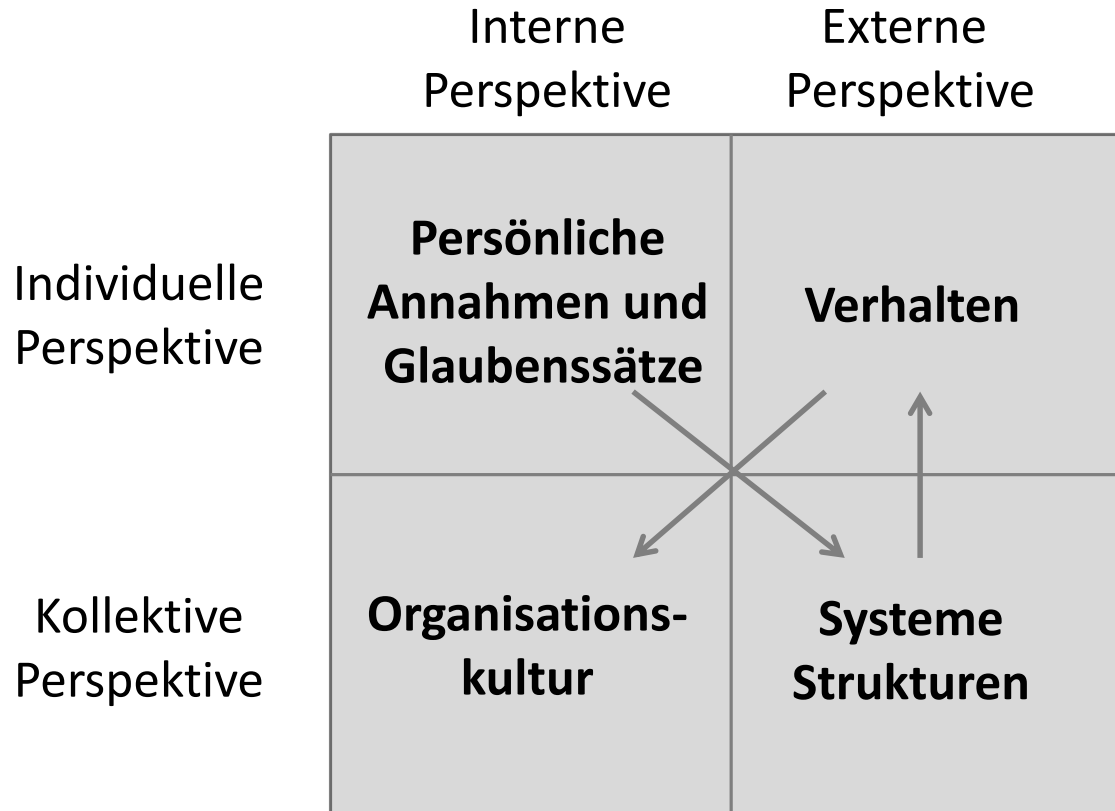 Interne
Perspektive
Externe
Perspektive
Individuelle
Perspektive
Persönliche
Annahmen und
Glaubenssätze
Verhalten
Kollektive
Perspektive
Organisations-
kultur
Systeme
Strukturen